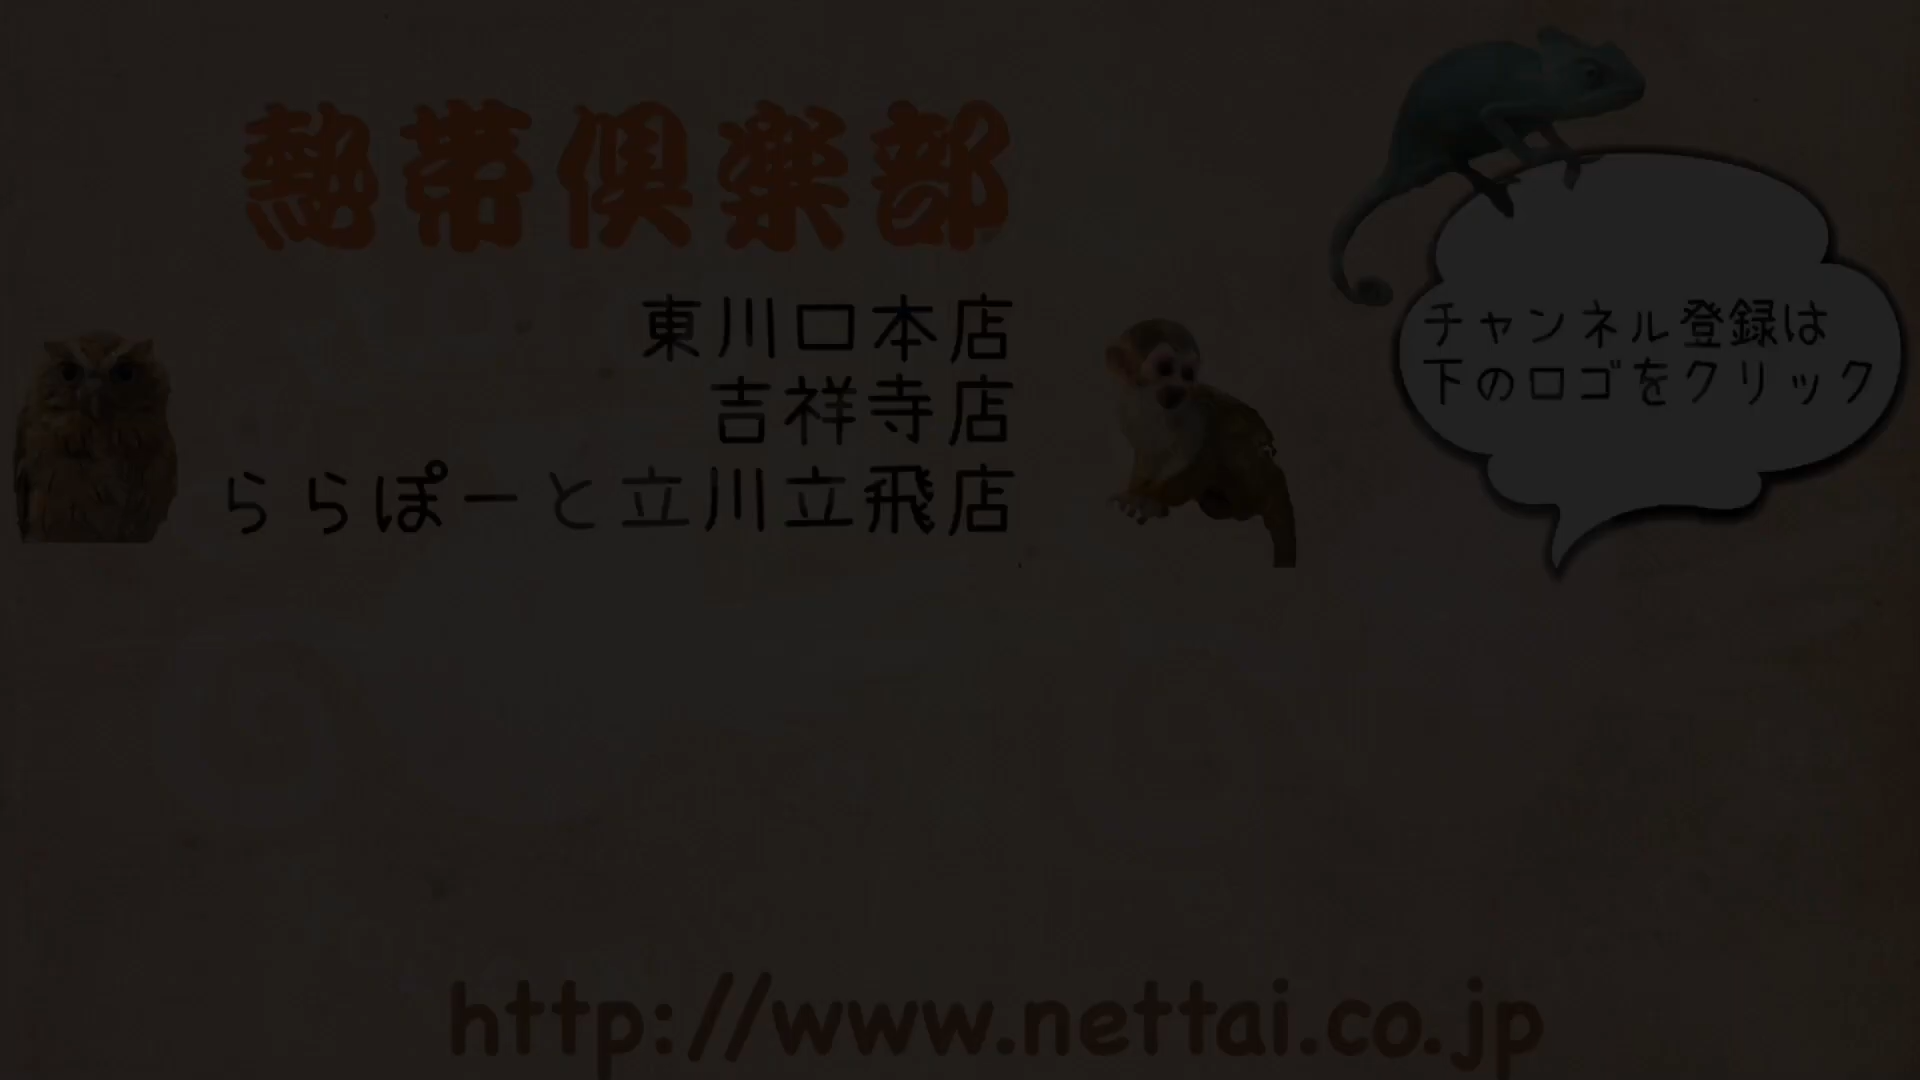 熱帯倶楽部
東川口本店
吉祥寺店
ららぽーと立川立飛店
チャンネル登録は
下のロゴをクリック
http://www.nettai.co.jp